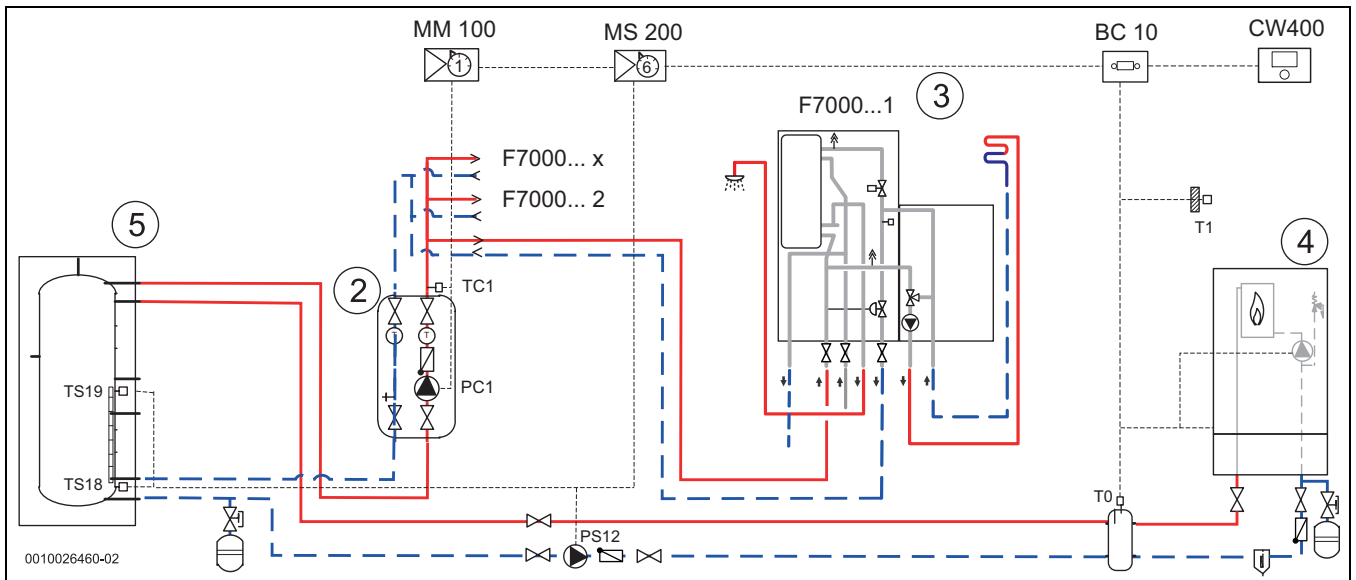 MM 100
MS 200
BC 10
CW400
1
6
3
F7000...1
F7000... x
F7000... 2
T1
5
4
2
TC1
T
T
TS19
PC1
TS18
T0
PS12
0010026460-02